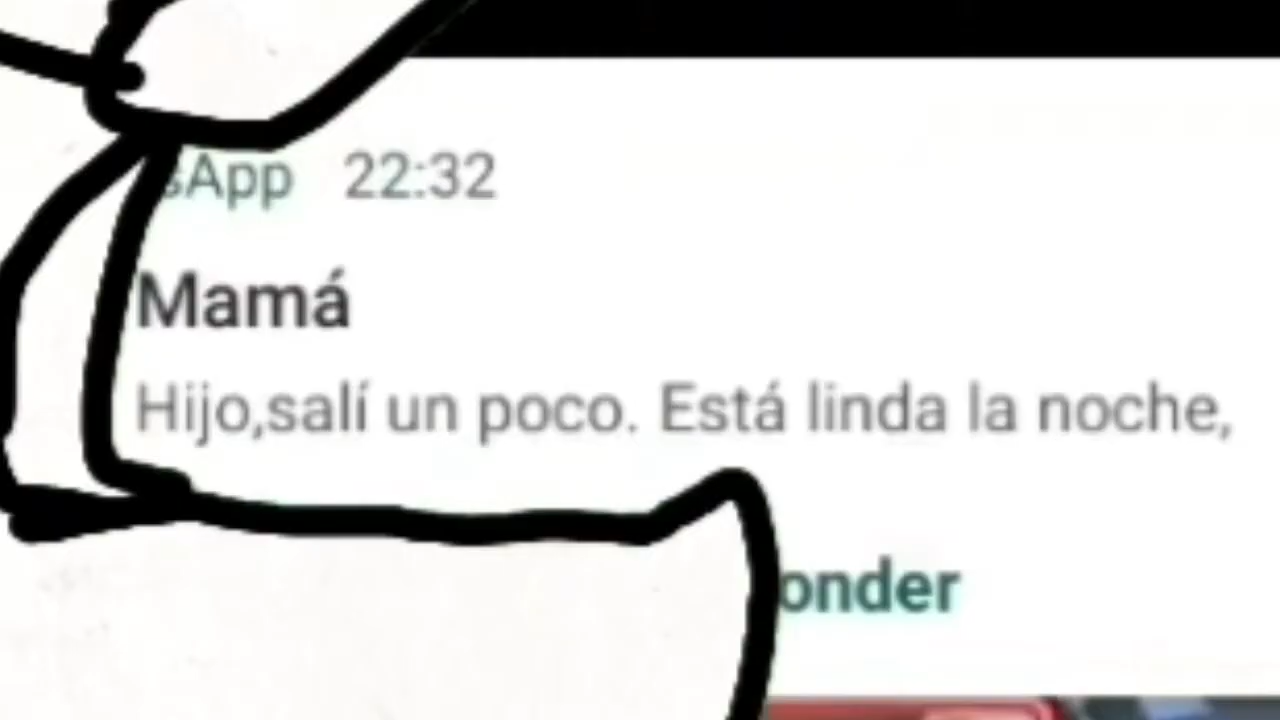 sApp 22:32
Mamá
Hijo,salí un poco. Está linda la noche,
onder